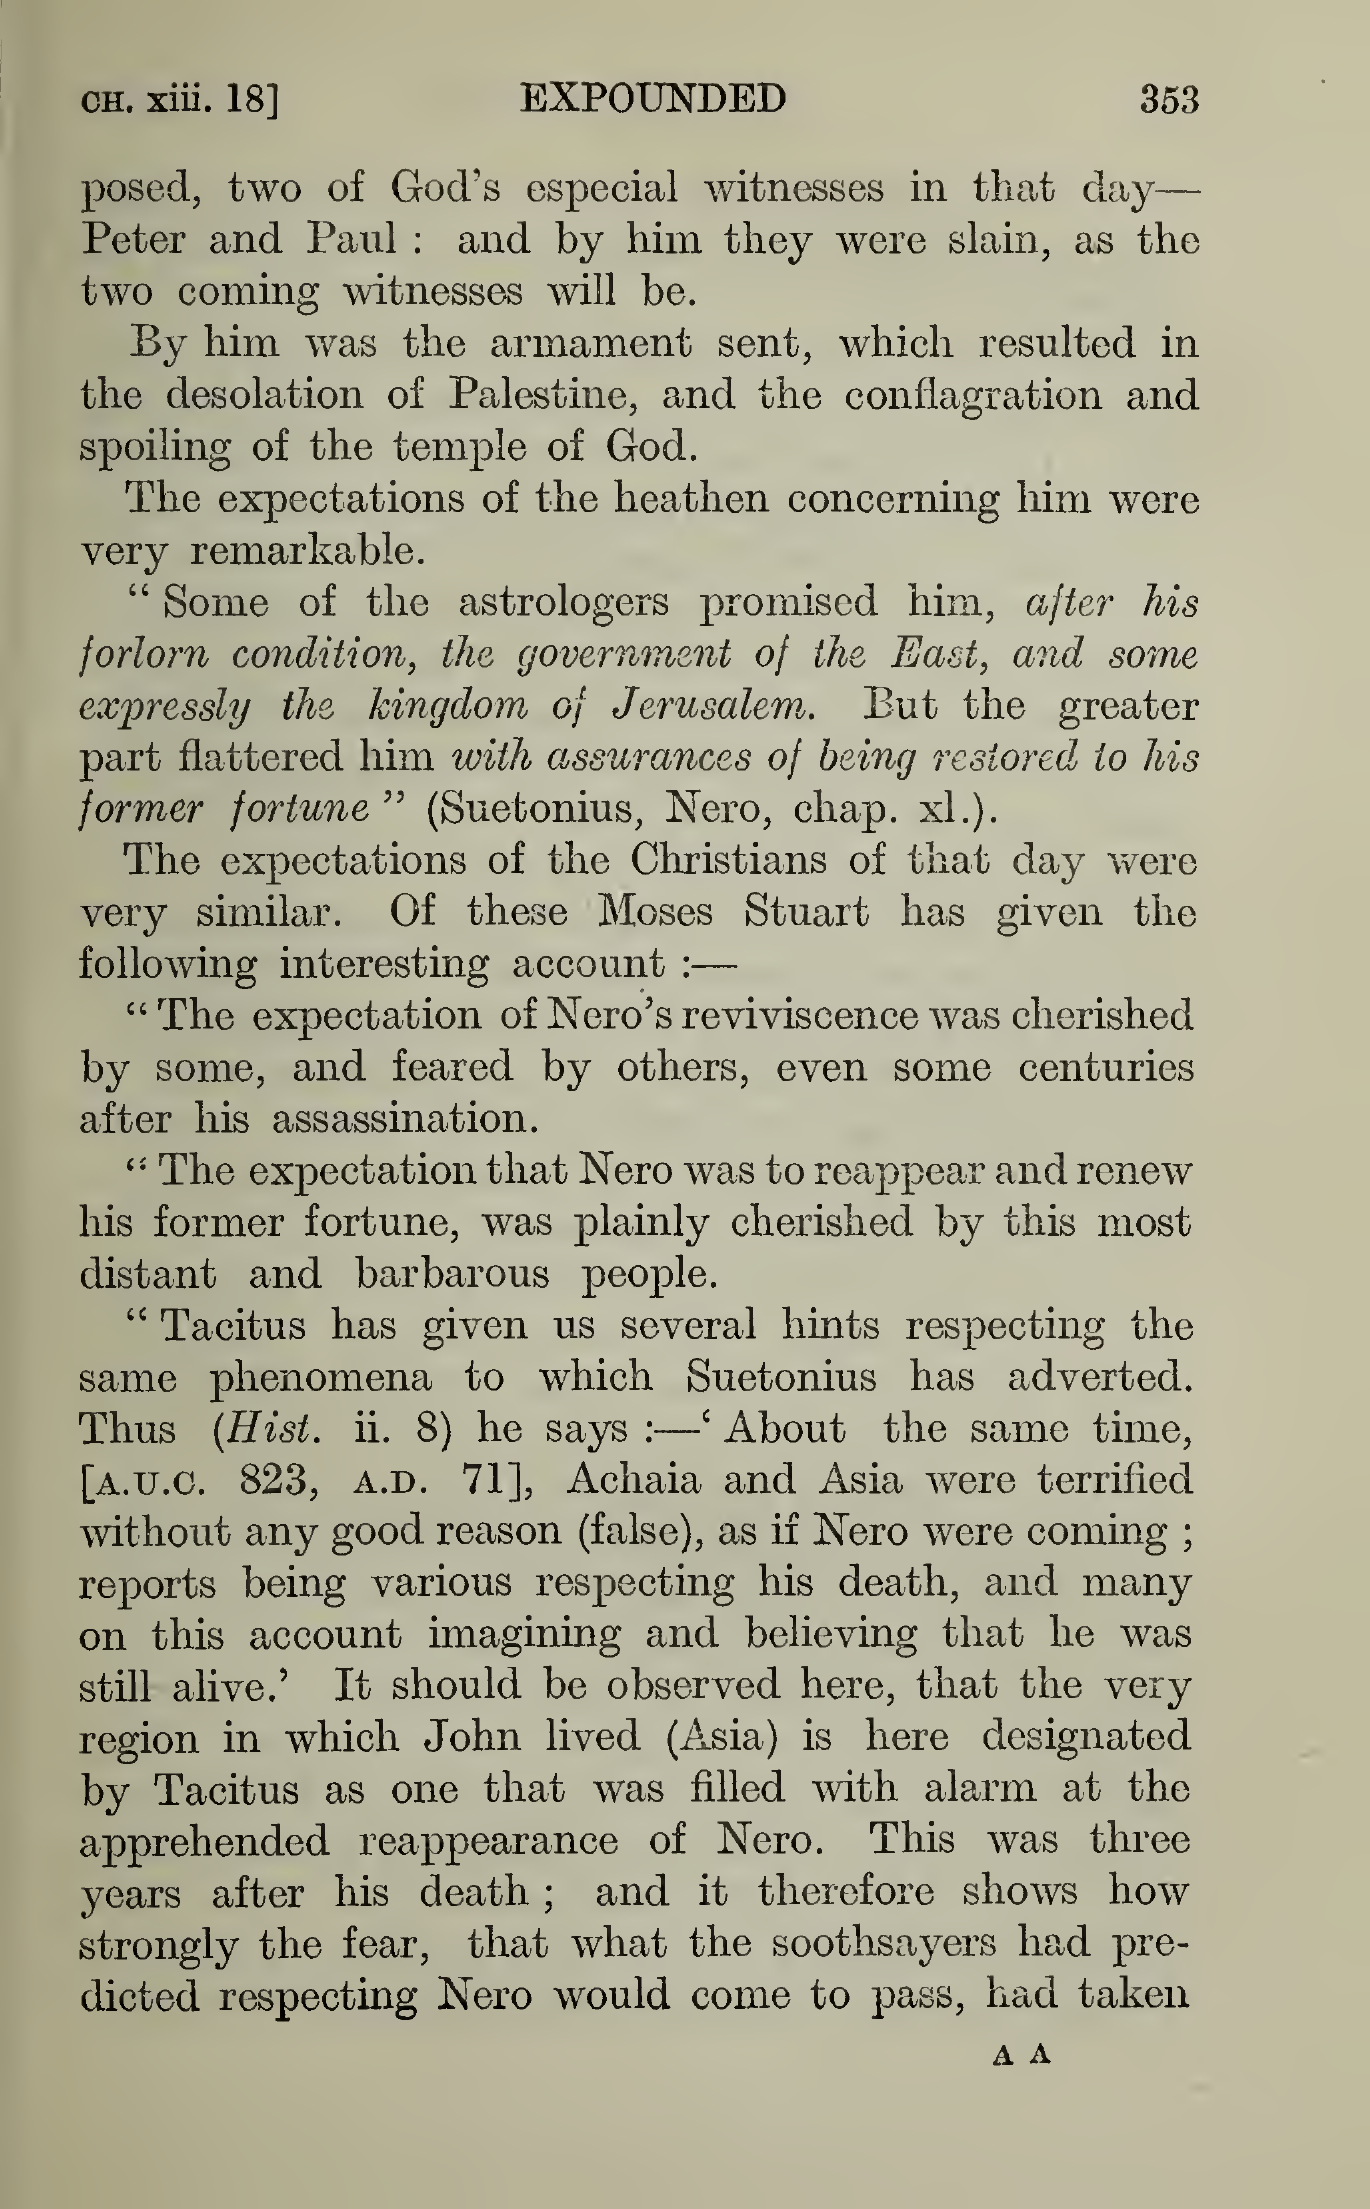 CH. xiii. 18] EXPOUNDED 353
posed, two of God's especial witnesses in that day—
Peter and Paul : and by him they were slain, as the
two coming witnesses will be.
By him was the armament sent, which resulted in
the desolation of Palestine, and the conflagration and
spoiling of the temple of God.
The expectations of the heathen concerning him were
very remarkable.
“ Some of the astrologers promised him, after his
forlorn condition, the government of the East, and some
expressly the kingdom of Jerusalem. But the greater
part flattered him with assurances of being restored to his
former fortune ” (Suetonius, Nero, chap. xl.).
The expectations of the Christians of that day were
very similar. Of these Moses Stuart has given the
following interesting account :—
“ The expectation of Nero's reviviscence was cherished
by some, and feared by others, even some centuries
after his assassination.
“ The expectation that Nero was to reappear and renew
his former fortune, was plainly cherished by this most
distant and barbarous people.
“ Tacitus has given us several hints respecting the
same phenomena to which Suetonius has adverted.
Thus (Hist. ii. 8) he says :—‘ About the same time,
[A.U.C. 823, A.D. 71], Achaia and Asia were terrified
without any good reason (false), as if Nero were coming ;
reports being various respecting his death, and many
on this account imagining and believing that he was
still alive.’ It should be observed here, that the very
region in which John lived (Asia) is here designated
by Tacitus as one that was filled with alarm at the
apprehended reappearance of Nero. This was three
years after his death ; and it therefore shows how
strongly the fear, that what the soothsayers had pre-
dicted respecting Nero would come to pass, had taken
A A